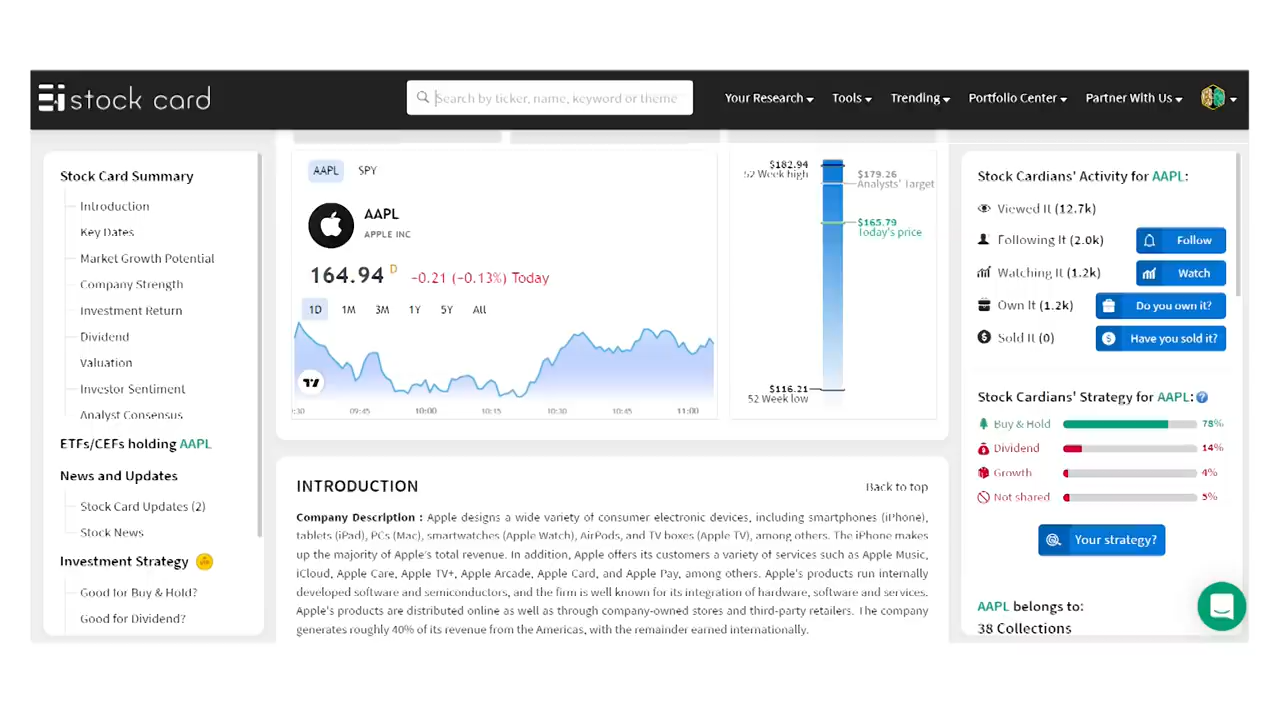 stock card
Search by ticker, name, keyword or theme
Your Research
Tools
Trending
Portfolio Center
Partner With Us
Stock Card Summary
Introduction
Key Dates
Market Growth Potential
Company Strength
Investment Return
Dividend
Valuation
Investor Sentiment
Analyst Consensus
ETFs/CEFs holding AAPL
News and Updates
Stock Card Updates (2)
Stock News
Investment Strategy
Good for Buy & Hold?
Good for Dividend?
AAPL SPY
AAPL
APPLE INC
164.94 D −0.21 (−0.13%) Today
1D 1M 3M 1Y 5Y All
:30 09:45 10:00 10:15 10:30 10:45 11:00
$182.94
52 Week high
$179.26
Analysts' Target
$165.79
Today's price
$116.21
52 Week low
INTRODUCTION
Back to top
Company Description : Apple designs a wide variety of consumer electronic devices, including smartphones (iPhone),
tablets (iPad), PCs (Mac), smartwatches (Apple Watch), AirPods, and TV boxes (Apple TV), among others. The iPhone makes
up the majority of Apple's total revenue. In addition, Apple offers its customers a variety of services such as Apple Music,
iCloud, Apple Care, Apple TV+, Apple Arcade, Apple Card, and Apple Pay, among others. Apple's products run internally
developed software and semiconductors, and the firm is well known for its integration of hardware, software and services.
Apple's products are distributed online as well as through company-owned stores and third-party retailers. The company
generates roughly 40% of its revenue from the Americas, with the remainder earned internationally.
Stock Cardians' Activity for AAPL:
Viewed It (12.7k)
Following It (2.0k) Follow
Watching It (1.2k) Watch
Own It (1.2k) Do you own it?
Sold It (0) Have you sold it?
Stock Cardians' Strategy for AAPL: ?
Buy & Hold 78%
Dividend 14%
Growth 4%
Not shared 5%
Your strategy?
AAPL belongs to:
38 Collections